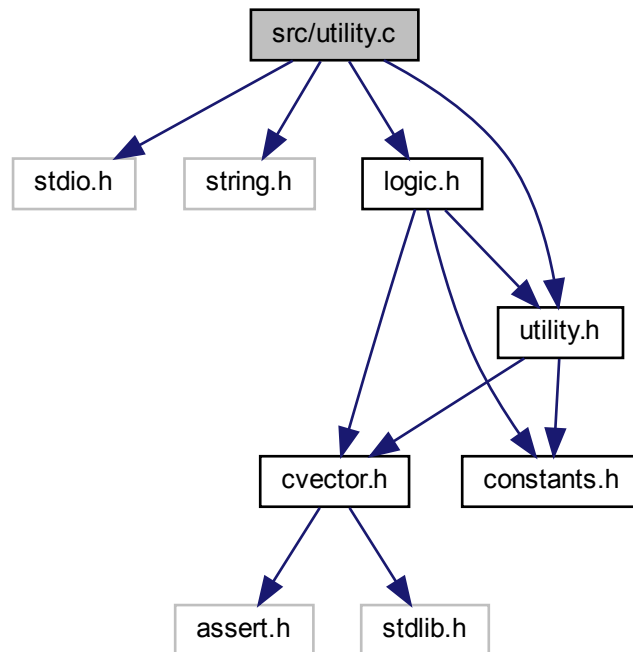 src/utility.c
stdio.h
string.h
logic.h
utility.h
cvector.h
constants.h
assert.h
stdlib.h